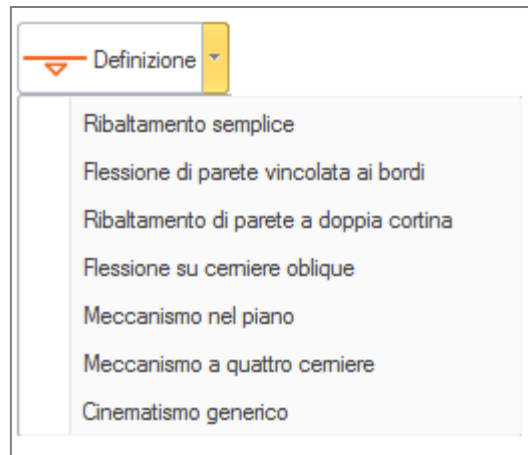 Definizione
Ribaltamento semplice
Flessione di parete vincolata ai bordi
Ribaltamento di parete a doppia cortina
Flessione su cerniere oblique
Meccanismo nel piano
Meccanismo a quattro cerniere
Cinematismo generico